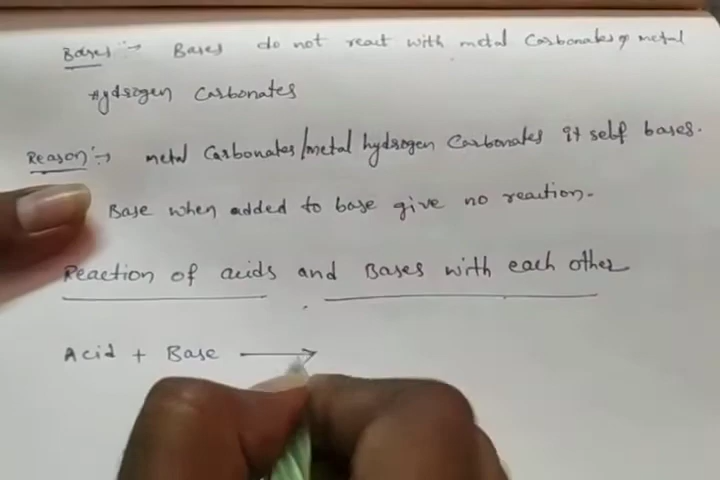 Bases :→ Bases do not react with metal Carbonates & metal
Hydrogen Carbonates
Reason :→ metal Carbonates/metal hydrogen Carbonates it self bases.
Base when added to base give no reaction.
Reaction of acids and Bases with each other
Acid + Base →